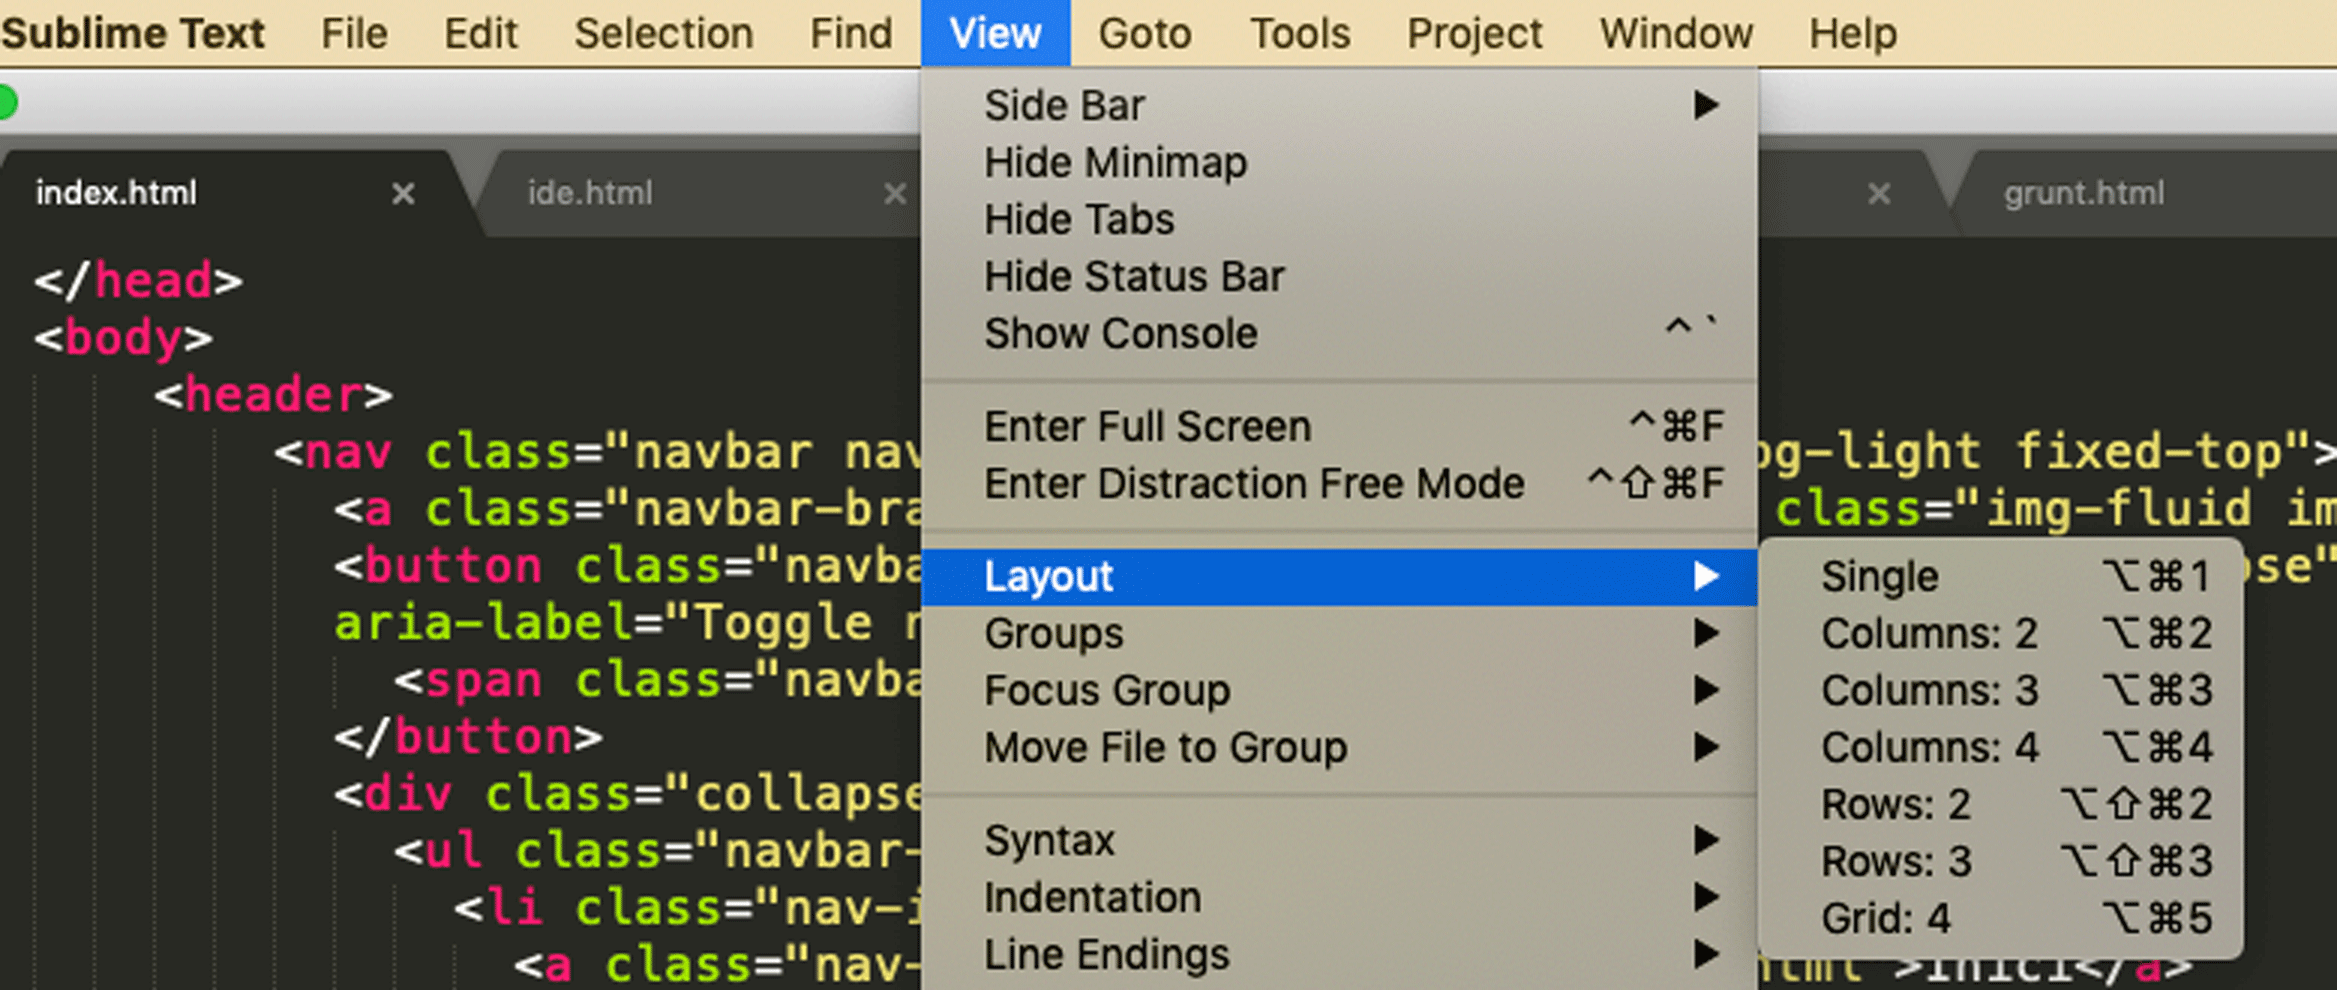 Sublime Text File Edit Selection Find View Goto Tools Project Window Help
index.html × ide.html × × grunt.html
Side Bar ▶
Hide Minimap
Hide Tabs
Hide Status Bar
Show Console ^ `
Enter Full Screen ^⌘F
Enter Distraction Free Mode ^⇧⌘F
Layout ▶
Groups ▶
Focus Group ▶
Move File to Group ▶
Syntax ▶
Indentation ▶
Line Endings ▶
Single ⌥⌘1
Columns: 2 ⌥⌘2
Columns: 3 ⌥⌘3
Columns: 4 ⌥⌘4
Rows: 2 ⌥⇧⌘2
Rows: 3 ⌥⇧⌘3
Grid: 4 ⌥⌘5
</head>
<body>
<header>
<nav class="navbar nav -light fixed-top">
<a class="navbar-bra class="img-fluid im
<button class="navba se"
aria-label="Toggle
<span class="navba
</button>
<div class="collapse
<ul class="navbar-
<li class="nav-i
<a class="nav- html">Inici</a>